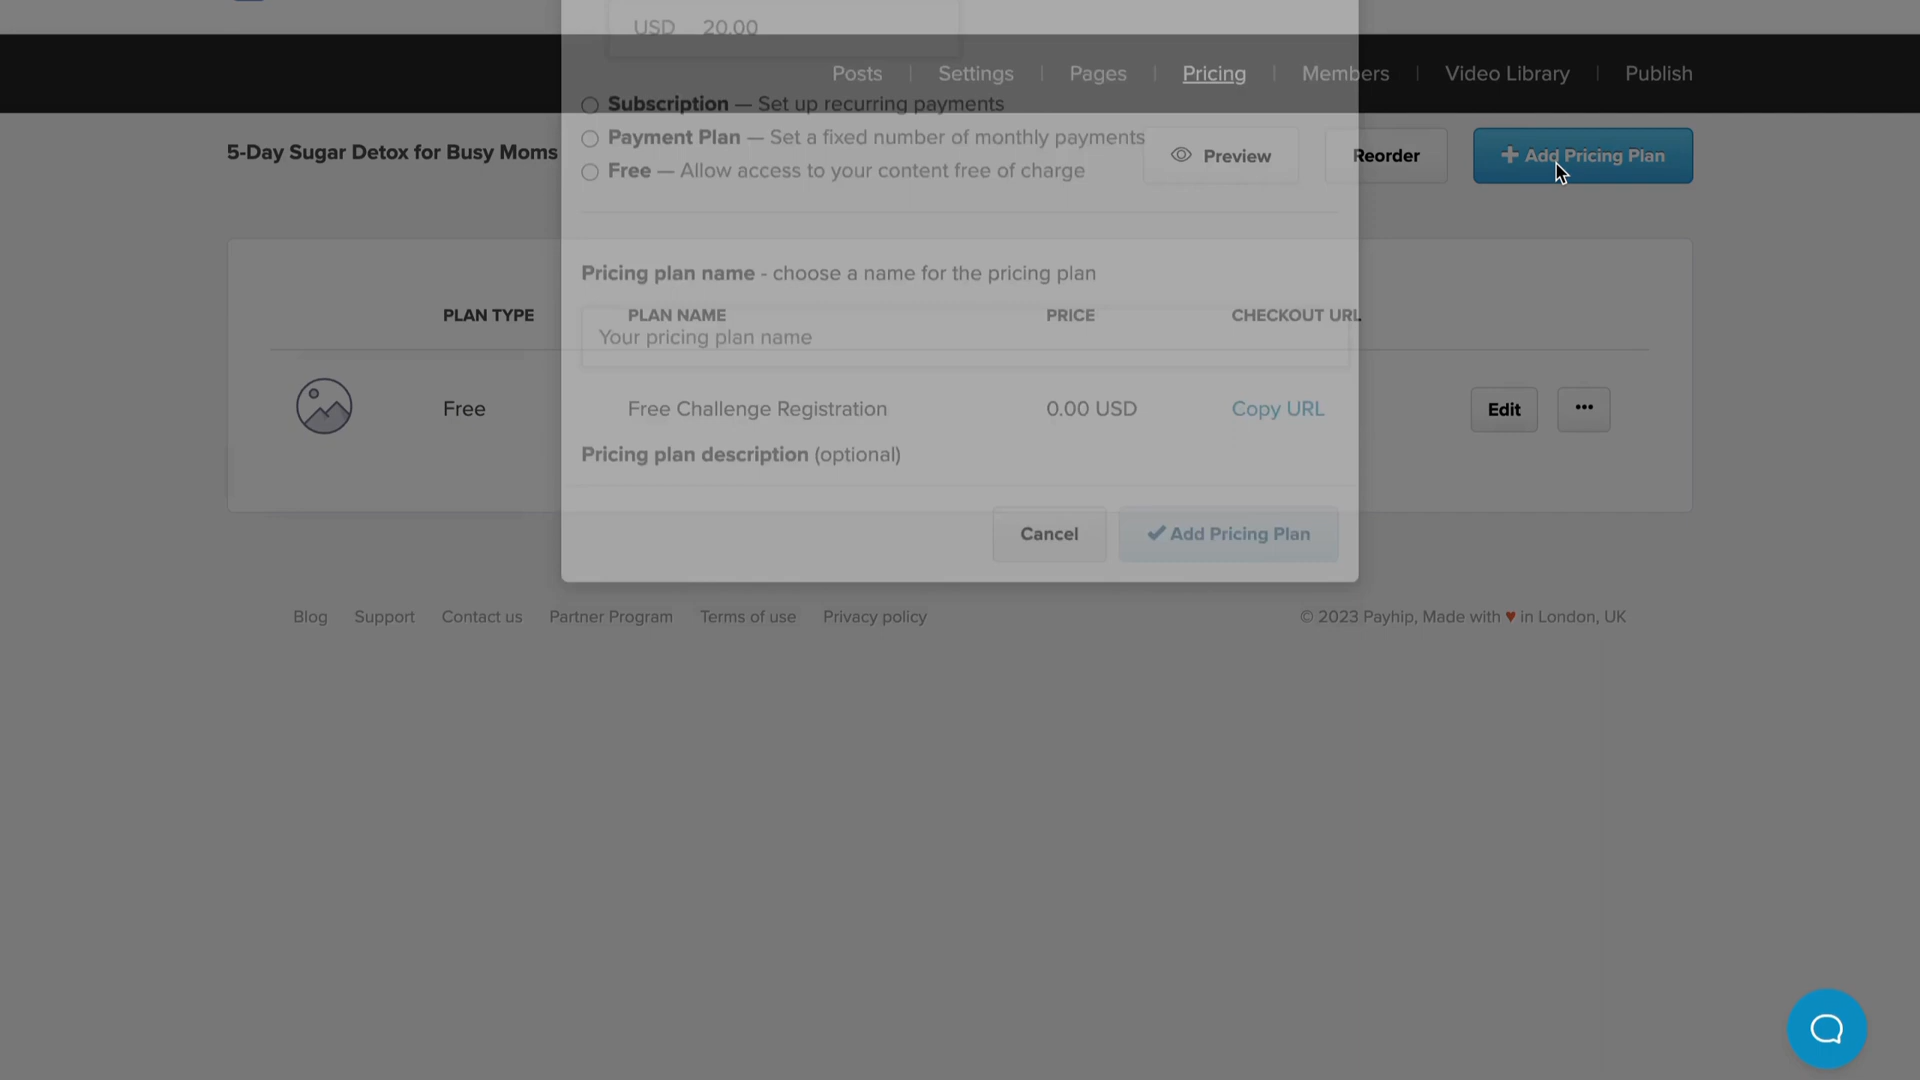 USD 20.00
Posts | Settings | Pages | Pricing | Members | Video Library | Publish
Subscription — Set up recurring payments
Payment Plan — Set a fixed number of monthly payments
Free — Allow access to your content free of charge
5-Day Sugar Detox for Busy Moms
Preview
Reorder
Add Pricing Plan
Pricing plan name - choose a name for the pricing plan
PLAN TYPE PLAN NAME PRICE CHECKOUT URL
Your pricing plan name
Free Free Challenge Registration 0.00 USD Copy URL Edit •••
Pricing plan description (optional)
Cancel Add Pricing Plan
Blog Support Contact us Partner Program Terms of use Privacy policy © 2023 Payhip, Made with ♥ in London, UK